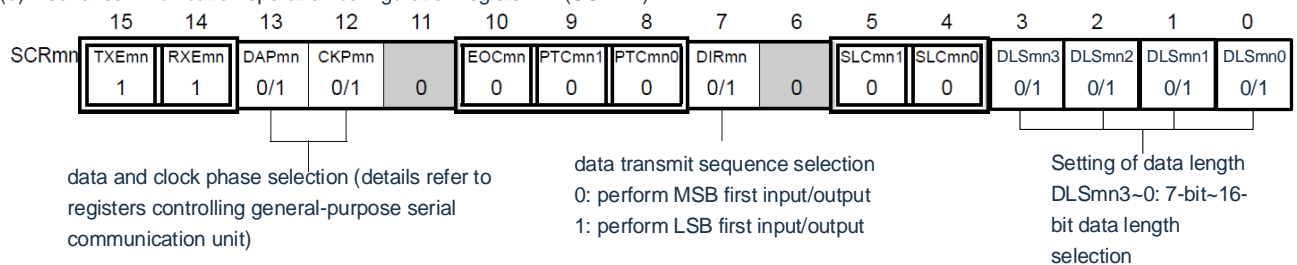 15 14 13 12 11 10 9 8 7 6 5 4 3 2 1 0
SCRmn TXEmn RXEmn DAPmn CKPmn EOCmn PTCmn1 PTCmn0 DIRmn SLCmn1 SLCmn0 DLSmn3 DLSmn2 DLSmn1 DLSmn0
1 1 0/1 0/1 0 0 0 0 0/1 0 0 0 0/1 0/1 0/1 0/1
data and clock phase selection (details refer to
registers controlling general-purpose serial
communication unit)
data transmit sequence selection
0: perform MSB first input/output
1: perform LSB first input/output
Setting of data length
DLSmn3~0: 7-bit~16-
bit data length
selection